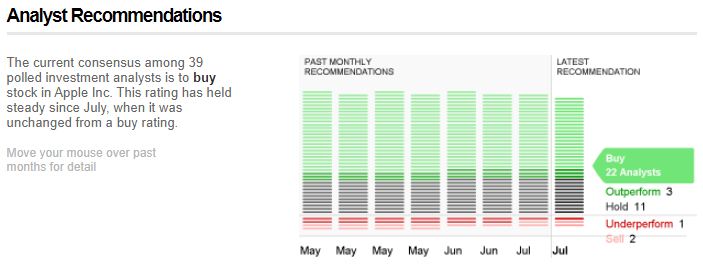 Analyst Recommendations
The current consensus among 39
polled investment analysts is to buy
stock in Apple Inc. This rating has held
steady since July, when it was
unchanged from a buy rating.
Move your mouse over past
months for detail
PAST MONTHLY
RECOMMENDATIONS
LATEST
RECOMMENDATION
Buy
22 Analysts
Outperform 3
Hold 11
Underperform 1
Sell 2
May May May May Jun Jun Jul Jul